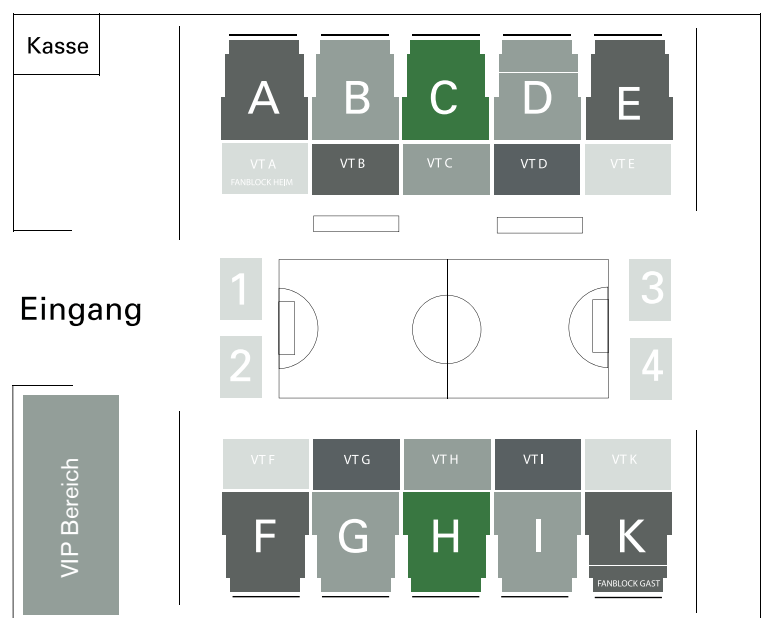 Kasse
A
B
C
D
E
VT A
FANBLOCK HEIM
VT B
VT C
VT D
VT E
1
3
Eingang
2
4
VIP Bereich
VT F
VT G
VT H
VT I
VT K
F
G
H
I
K
FANBLOCK GAST